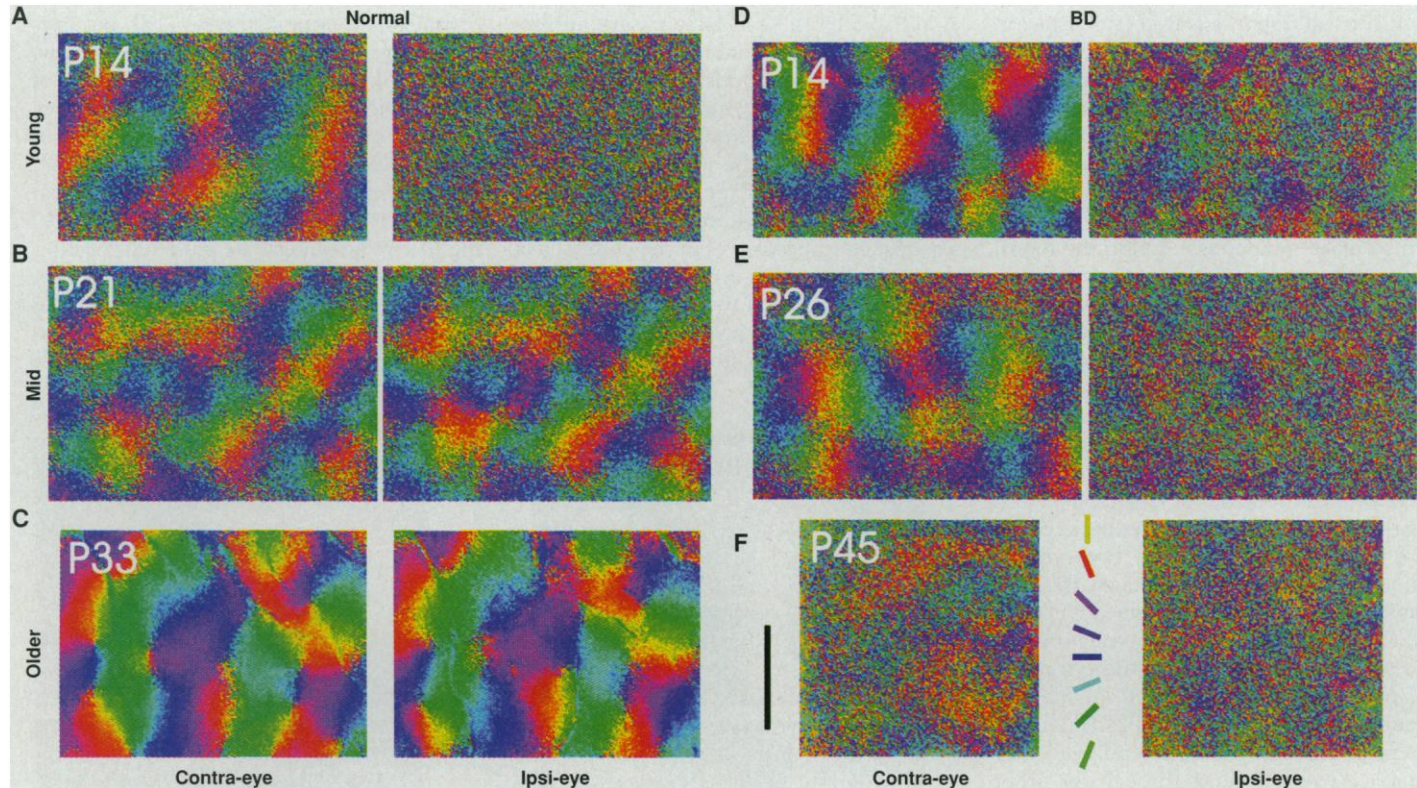 A
Normal
D
BD
P14
P14
Young
B
E
P21
P26
Mid
C
F
P33
P45
Older
Contra-eye
Ipsi-eye
Contra-eye
Ipsi-eye